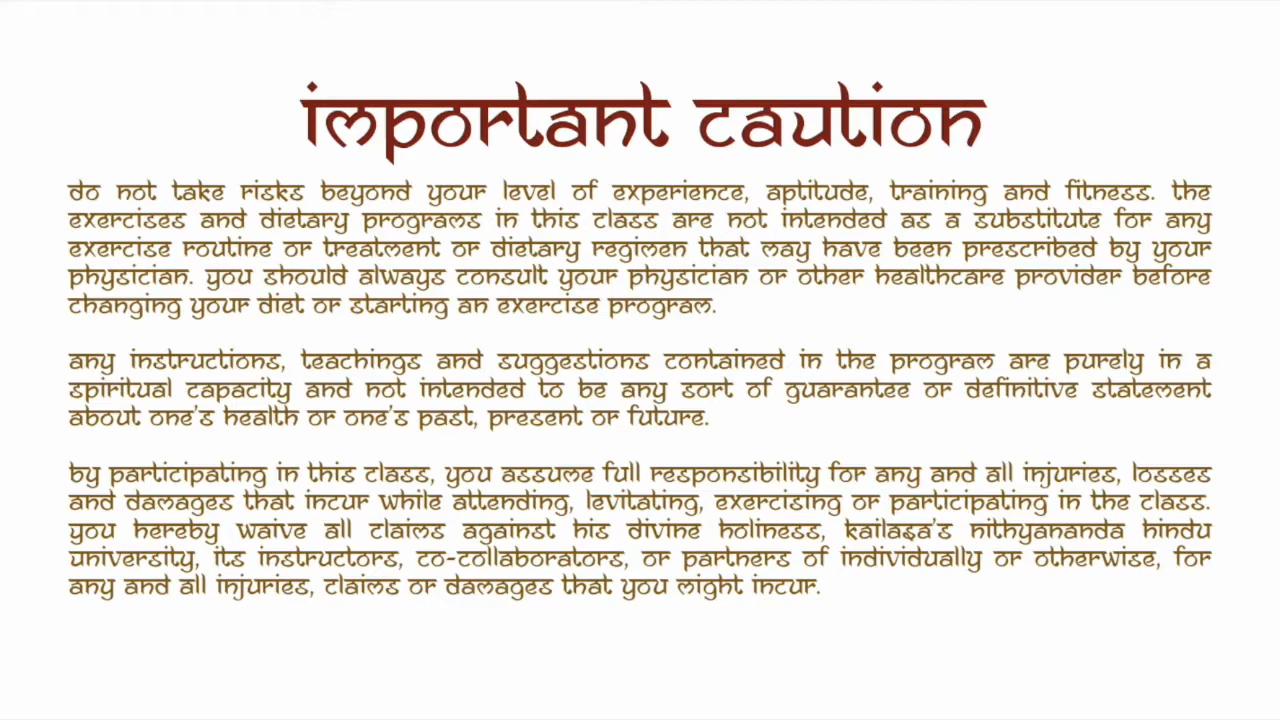 important caution
do not take risks beyond your level of experience, aptitude, training and fitness. the
exercises and dietary programs in this class are not intended as a substitute for any
exercise routine or treatment or dietary regimen that may have been prescribed by your
physician. you should always consult your physician or other healthcare provider before
changing your diet or starting an exercise program.
any instructions, teachings and suggestions contained in the program are purely in a
spiritual capacity and not intended to be any sort of guarantee or definitive statement
about one's health or one's past, present or future.
by participating in this class, you assume full responsibility for any and all injuries, losses
and damages that incur while attending, levitating, exercising or participating in the class.
you hereby waive all claims against his divine holiness, kailaśa's nithyananda hindu
university, its instructors, co-collaborators, or partners of individually or otherwise, for
any and all injuries, claims or damages that you might incur.